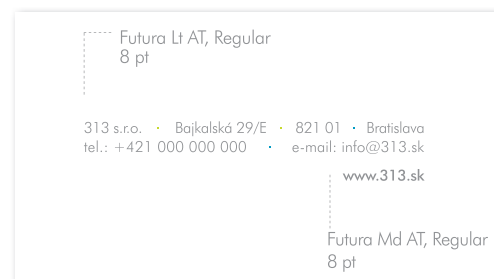 Futura Lt AT, Regular
8 pt
313 s.r.o. • Bajkalská 29/E • 821 01 • Bratislava
tel.: +421 000 000 000 • e-mail: info@313.sk
www.313.sk
Futura Md AT, Regular
8 pt